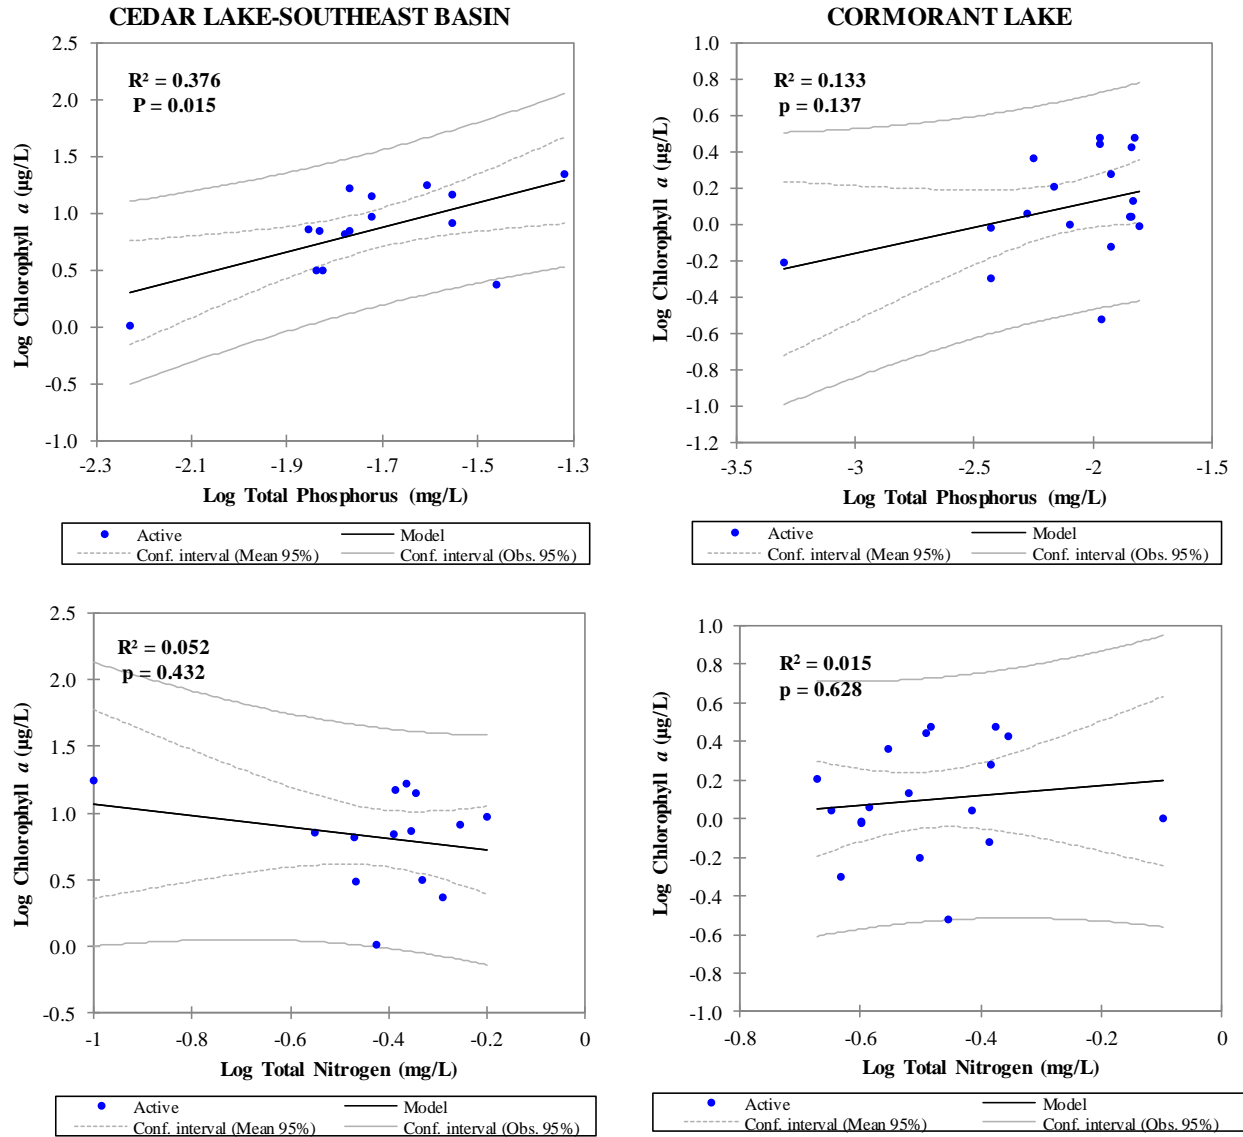 CEDAR LAKE-SOUTHEAST BASIN
2.5
2.0
1.5
1.0
0.5
0.0
-0.5
-1.0
R² = 0.376
P = 0.015
Log Chlorophyll a (µg/L)
-2.3 -2.1 -1.9 -1.7 -1.5 -1.3
Log Total Phosphorus (mg/L)
Active Model
Conf. interval (Mean 95%) Conf. interval (Obs. 95%)
CORMORANT LAKE
1.0
0.8
0.6
0.4
0.2
0.0
-0.2
-0.4
-0.6
-0.8
-1.0
-1.2
R² = 0.133
p = 0.137
Log Chlorophyll a (µg/L)
-3.5 -3 -2.5 -2 -1.5
Log Total Phosphorus (mg/L)
Active Model
Conf. interval (Mean 95%) Conf. interval (Obs. 95%)
2.5
2.0
1.5
1.0
0.5
0.0
-0.5
R² = 0.052
p = 0.432
Log Chlorophyll a (µg/L)
-1 -0.8 -0.6 -0.4 -0.2 0
Log Total Nitrogen (mg/L)
Active Model
Conf. interval (Mean 95%) Conf. interval (Obs. 95%)
1.0
0.8
0.6
0.4
0.2
0.0
-0.2
-0.4
-0.6
-0.8
-1.0
R² = 0.015
p = 0.628
Log Chlorophyll a (µg/L)
-0.8 -0.6 -0.4 -0.2 0
Log Total Nitrogen (mg/L)
Active Model
Conf. interval (Mean 95%) Conf. interval (Obs. 95%)